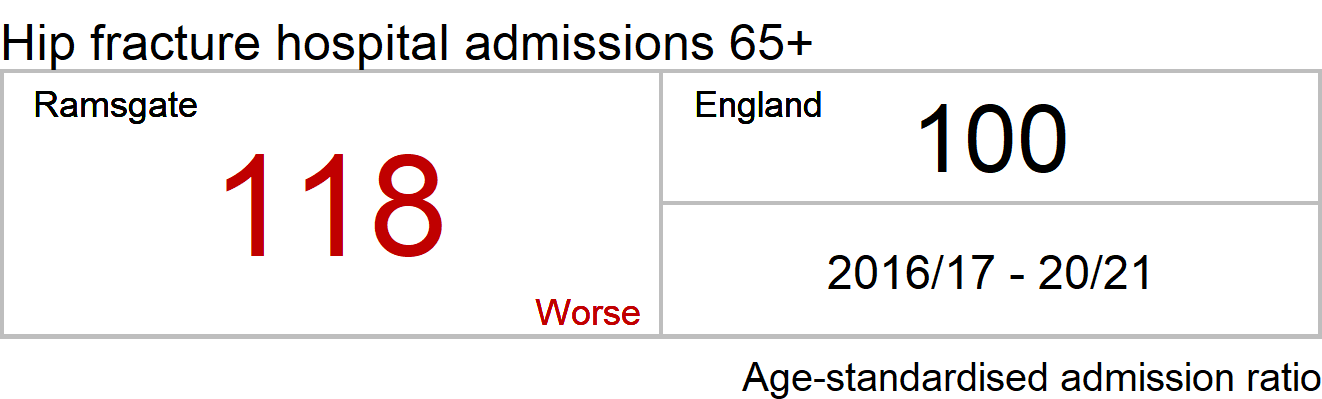 Hip fracture hospital admissions 65+
Ramsgate
118
Worse
England
100
2016/17 - 20/21
Age-standardised admission ratio